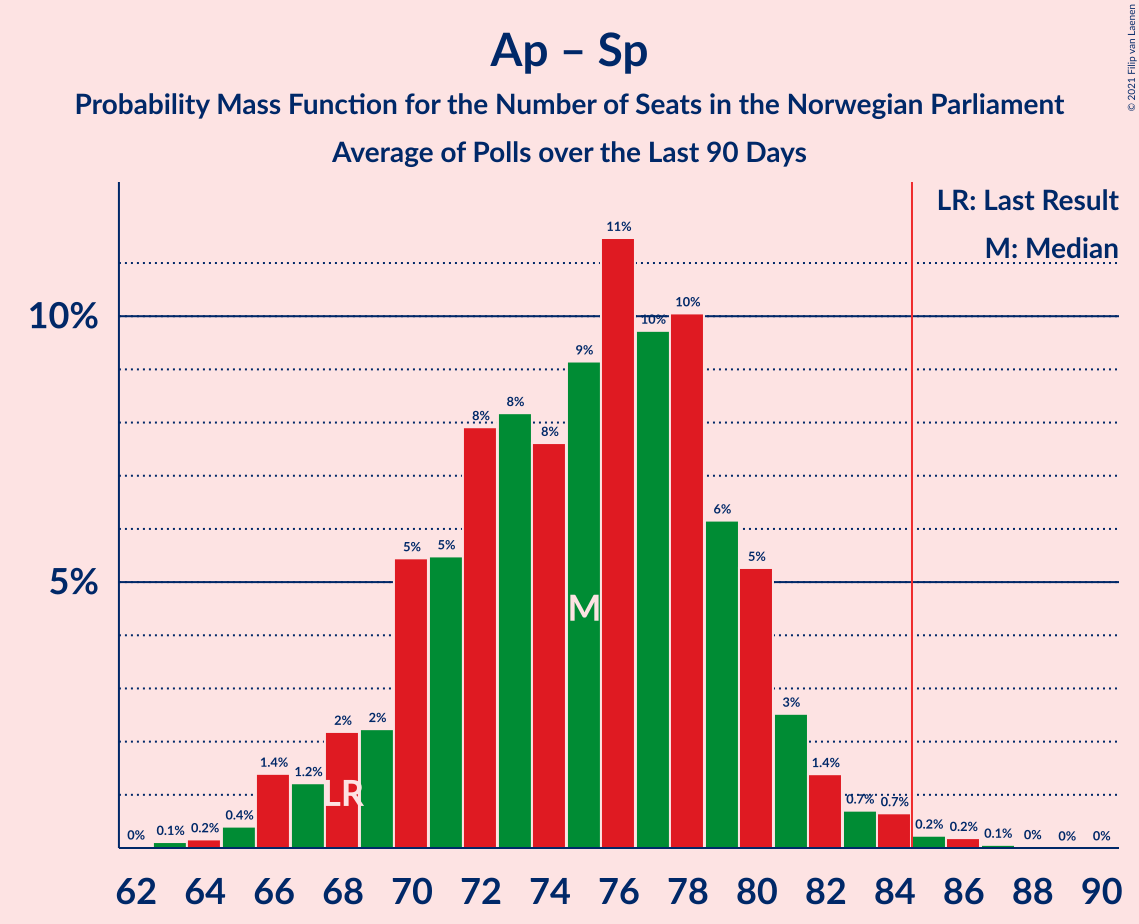 Ap – Sp
Probability Mass Function for the Number of Seats in the Norwegian Parliament
Average of Polls over the Last 90 Days
© 2021 Filip van Laenen
LR: Last Result
M: Median
10%
5%
0% 0.1% 0.2% 0.4% 1.4% 1.2% 2% 2% 5% 5% 8% 8% 8% 9% 11% 10% 10% 6% 5% 3% 1.4% 0.7% 0.7% 0.2% 0.2% 0.1% 0% 0% 0%
M
LR
62 64 66 68 70 72 74 76 78 80 82 84 86 88 90